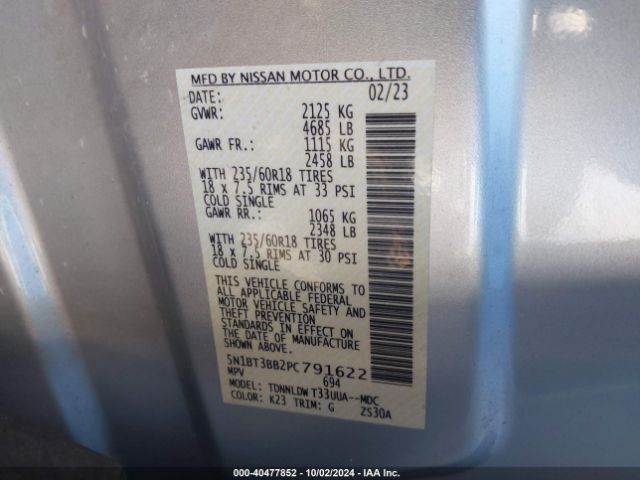 MFD BY NISSAN MOTOR CO., LTD.
DATE: 02/23
GVWR: 2125 KG
4685 LB
GAWR FR.: 1115 KG
2458 LB
WITH 235/60R18 TIRES
18 x 7.5 RIMS AT 33 PSI
COLD SINGLE
GAWR RR.: 1065 KG
2348 LB
WITH 235/60R18 TIRES
18 x 7.5 RIMS AT 30 PSI
COLD SINGLE
THIS VEHICLE CONFORMS TO
ALL APPLICABLE FEDERAL
MOTOR VEHICLE SAFETY AND
THEFT PREVENTION
STANDARDS IN EFFECT ON
THE DATE OF MANUFACTURE
SHOWN ABOVE.
5N1BT3BB2PC791622
MPV 694
MODEL: TDNNLDW T33UUA--MDC
COLOR: K23 TRIM: G ZS30A
000-40477852 - 10/02/2024 - IAA Inc.